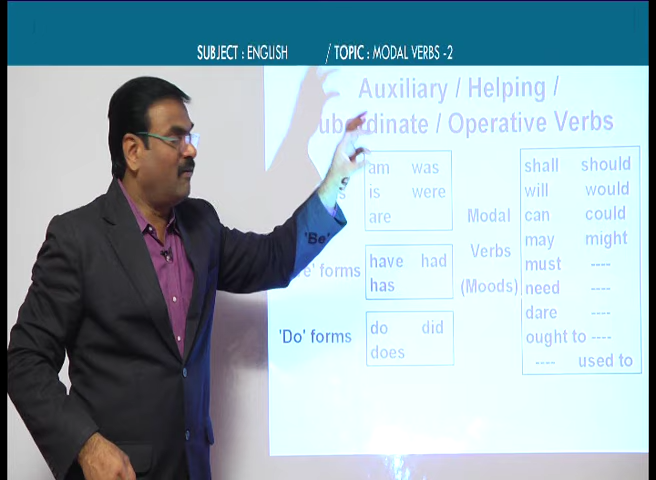 SUBJECT : ENGLISH / TOPIC : MODAL VERBS -2
Auxiliary / Helping /
/ Operative Verbs
am was
is were
are
'Be'
have had
has
forms
'Do' forms
do did
does
Modal
Verbs
(Moods)
shall should
will would
can could
may might
must ----
need ----
dare ----
ought to ----
---- used to